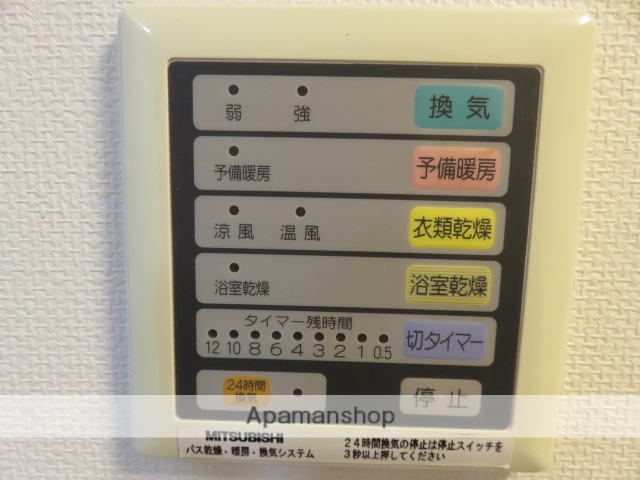 弱 強 換気
予備暖房 予備暖房
涼風 温風 衣類乾燥
浴室乾燥 浴室乾燥
タイマー残時間
12 10 8 6 4 3 2 1 0.5 切タイマー
24時間
換気
停止
Apamanshop
MITSUBISHI
バス乾燥・暖房・換気システム
24時間換気の停止は停止スイッチを
3秒以上押してください